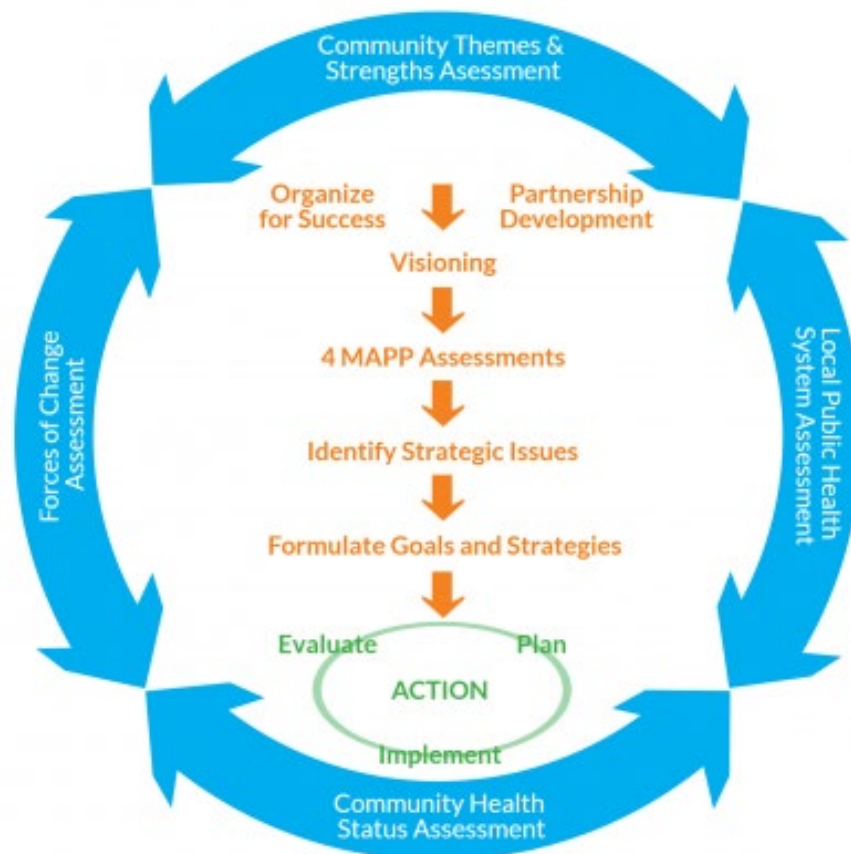 Community Themes &
Strengths Asessment
Organize
for Success
Partnership
Development
Visioning
4 MAPP Assessments
Identify Strategic Issues
Formulate Goals and Strategies
Evaluate
Plan
ACTION
Implement
Forces of Change
Assessment
Local Public Health
System Assessment
Community Health
Status Assessment